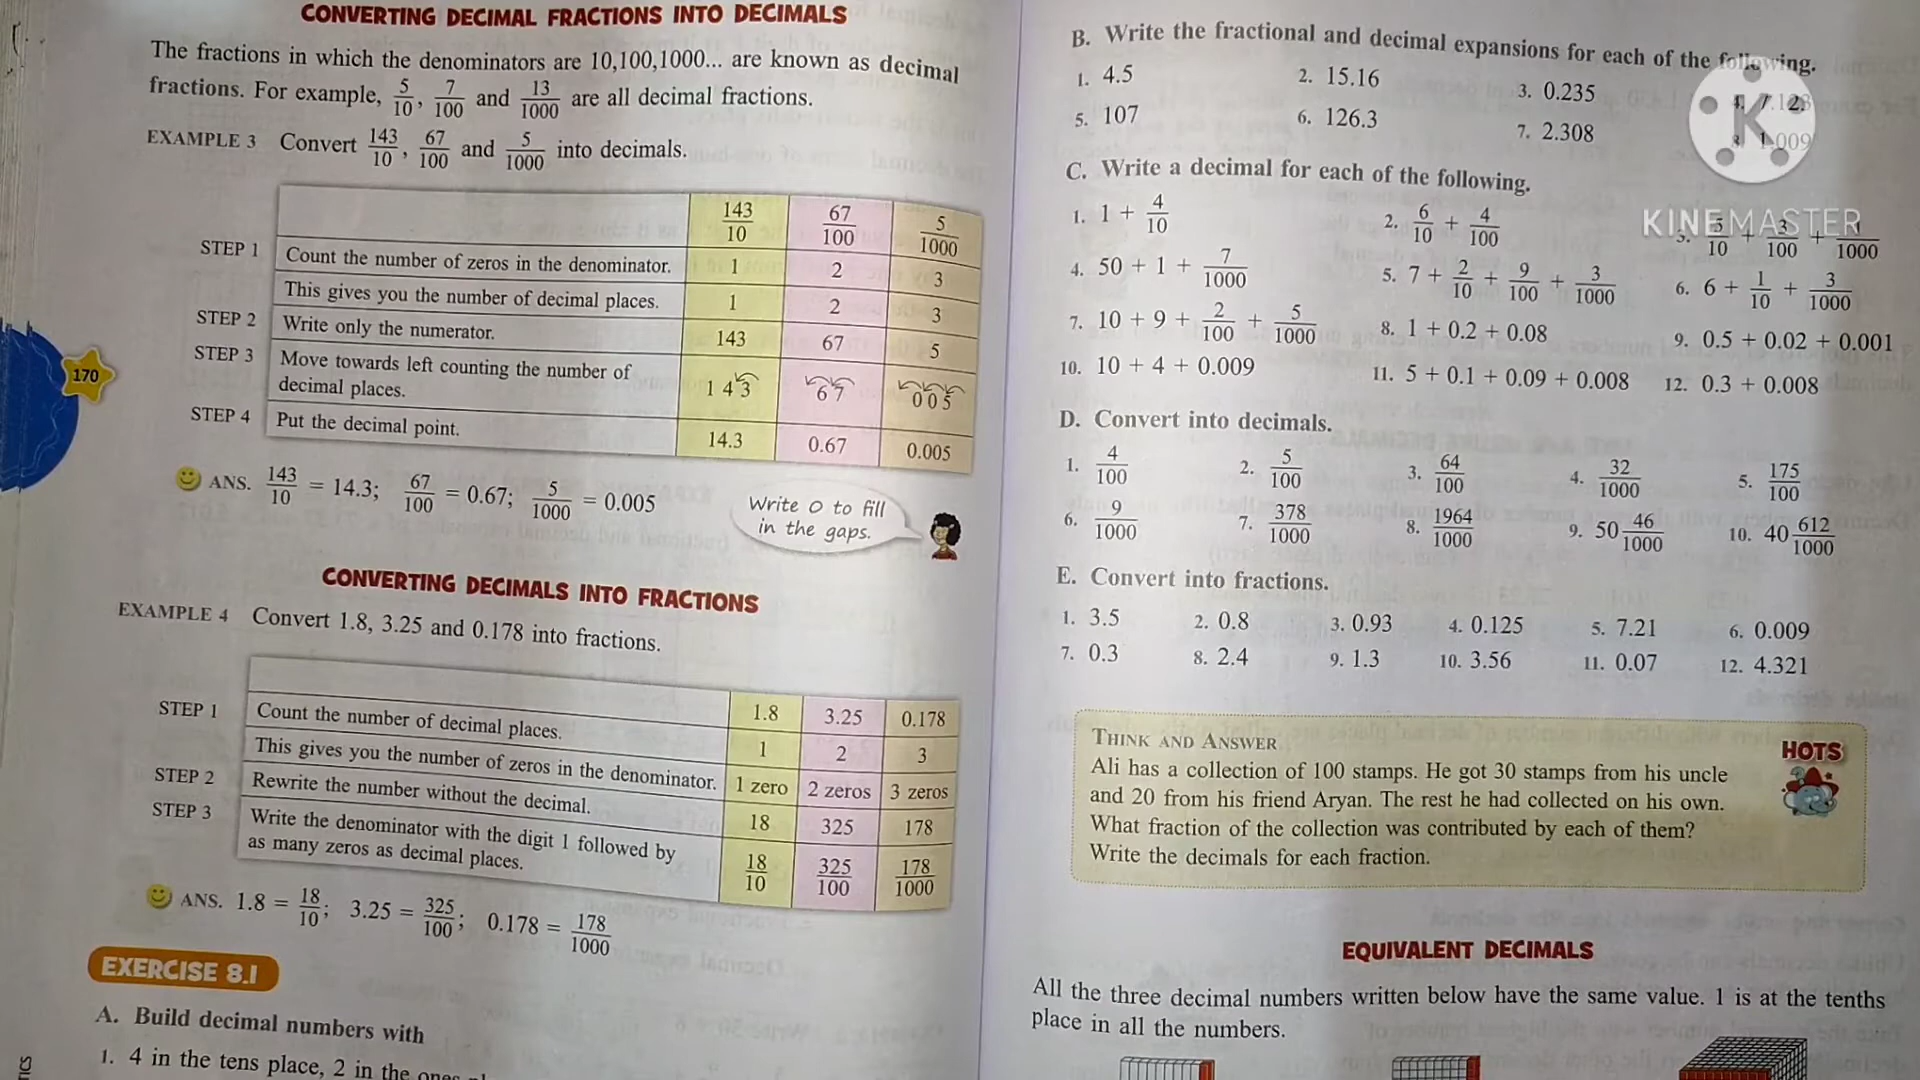 CONVERTING DECIMAL FRACTIONS INTO DECIMALS
The fractions in which the denominators are 10,100,1000... are known as decimal
fractions. For example, 5/10, 7/100 and 13/1000 are all decimal fractions.
EXAMPLE 3 Convert 143/10, 67/100 and 5/1000 into decimals.
143/10 67/100 5/1000
STEP 1 Count the number of zeros in the denominator. 1 2 3
This gives you the number of decimal places. 1 2 3
STEP 2 Write only the numerator. 143 67 5
STEP 3 Move towards left counting the number of
decimal places. 1 4 3 6 7 0 0 5
STEP 4 Put the decimal point. 14.3 0.67 0.005
170
ANS. 143/10 = 14.3; 67/100 = 0.67; 5/1000 = 0.005
Write 0 to fill
in the gaps.
CONVERTING DECIMALS INTO FRACTIONS
EXAMPLE 4 Convert 1.8, 3.25 and 0.178 into fractions.
1.8 3.25 0.178
STEP 1 Count the number of decimal places. 1 2 3
This gives you the number of zeros in the denominator. 1 zero 2 zeros 3 zeros
STEP 2 Rewrite the number without the decimal. 18 325 178
STEP 3 Write the denominator with the digit 1 followed by
as many zeros as decimal places. 18/10 325/100 178/1000
ANS. 1.8 = 18/10; 3.25 = 325/100; 0.178 = 178/1000
EXERCISE 8.1
A. Build decimal numbers with
1. 4 in the tens place, 2 in the ones
B. Write the fractional and decimal expansions for each of the following.
1. 4.5 2. 15.16 3. 0.235 4. 7.123
5. 107 6. 126.3 7. 2.308 8. 1.009
K
KINEMASTER
C. Write a decimal for each of the following.
1. 1 + 4/10 2. 6/10 + 4/100 3. 5/10 + 3/100 + /1000
4. 50 + 1 + 7/1000 5. 7 + 2/10 + 9/100 + 3/1000 6. 6 + 1/10 + 3/1000
7. 10 + 9 + 2/100 + 5/1000 8. 1 + 0.2 + 0.08 9. 0.5 + 0.02 + 0.001
10. 10 + 4 + 0.009 11. 5 + 0.1 + 0.09 + 0.008 12. 0.3 + 0.008
D. Convert into decimals.
1. 4/100 2. 5/100 3. 64/100 4. 32/1000 5. 175/100
6. 9/1000 7. 378/1000 8. 1964/1000 9. 50 46/1000 10. 40 612/1000
E. Convert into fractions.
1. 3.5 2. 0.8 3. 0.93 4. 0.125 5. 7.21 6. 0.009
7. 0.3 8. 2.4 9. 1.3 10. 3.56 11. 0.07 12. 4.321
THINK AND ANSWER
HOTS
Ali has a collection of 100 stamps. He got 30 stamps from his uncle
and 20 from his friend Aryan. The rest he had collected on his own.
What fraction of the collection was contributed by each of them?
Write the decimals for each fraction.
EQUIVALENT DECIMALS
All the three decimal numbers written below have the same value. 1 is at the tenths
place in all the numbers.